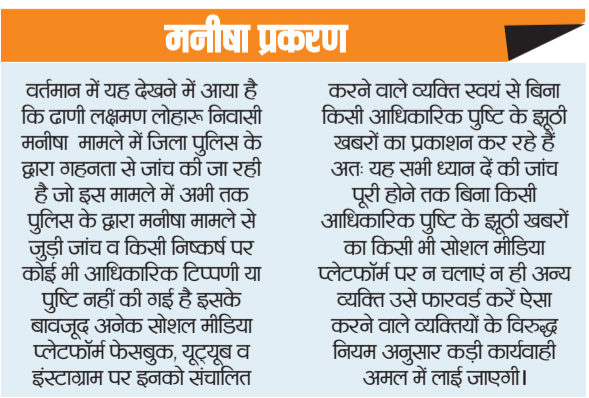 मनीषा प्रकरण
वर्तमान में यह देखने में आया है
कि ढाणी लक्षमण लोहारू निवासी
मनीषा मामले में जिला पुलिस के
द्वारा गहनता से जांच की जा रही
है जो इस मामले में अभी तक
पुलिस के द्वारा मनीषा मामले से
जुड़ी जांच व किसी निष्कर्ष पर
कोई भी आधिकारिक टिप्पणी या
पुष्टि नहीं की गई है इसके
बावजूद अनेक सोशल मीडिया
प्लेटफॉर्म फेसबुक, यूट्यूब व
इंस्टाग्राम पर इनको संचालित
करने वाले व्यक्ति स्वयं से बिना
किसी आधिकारिक पुष्टि के झूठी
खबरों का प्रकाशन कर रहे हैं
अतः यह सभी ध्यान दें की जांच
पूरी होने तक बिना किसी
आधिकारिक पुष्टि के झूठी खबरों
का किसी भी सोशल मीडिया
प्लेटफॉर्म पर न चलाएं न ही अन्य
व्यक्ति उसे फारवर्ड करें ऐसा
करने वाले व्यक्तियों के विरुद्ध
नियम अनुसार कड़ी कार्यवाही
अमल में लाई जाएगी।